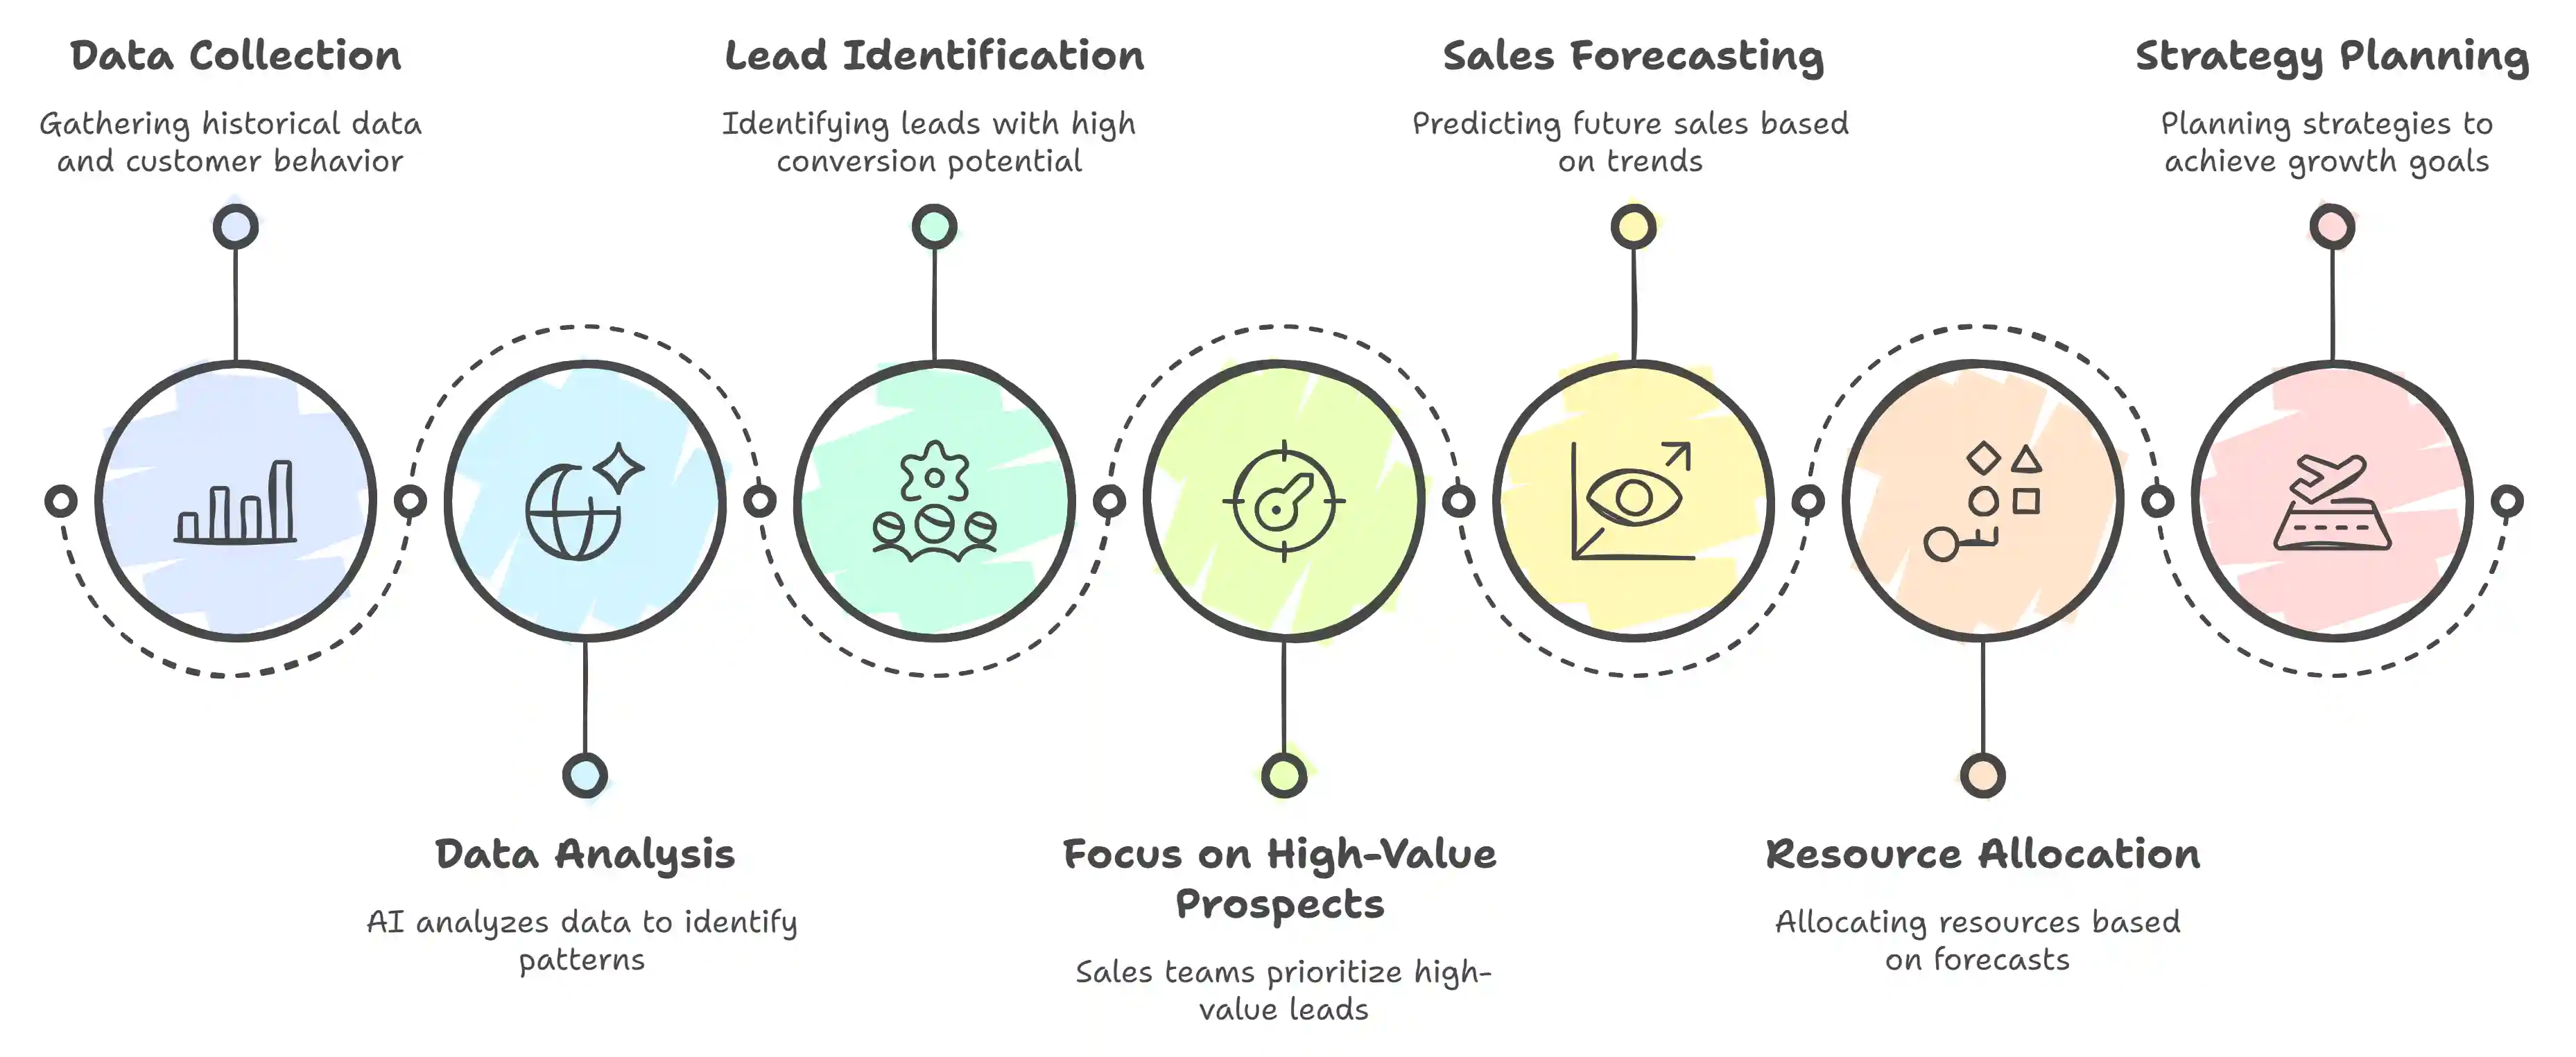 Data Collection
Gathering historical data
and customer behavior
Lead Identification
Identifying leads with high
conversion potential
Sales Forecasting
Predicting future sales based
on trends
Strategy Planning
Planning strategies to
achieve growth goals
Data Analysis
AI analyzes data to identify
patterns
Focus on High-Value
Prospects
Sales teams prioritize high-
value leads
Resource Allocation
Allocating resources based
on forecasts